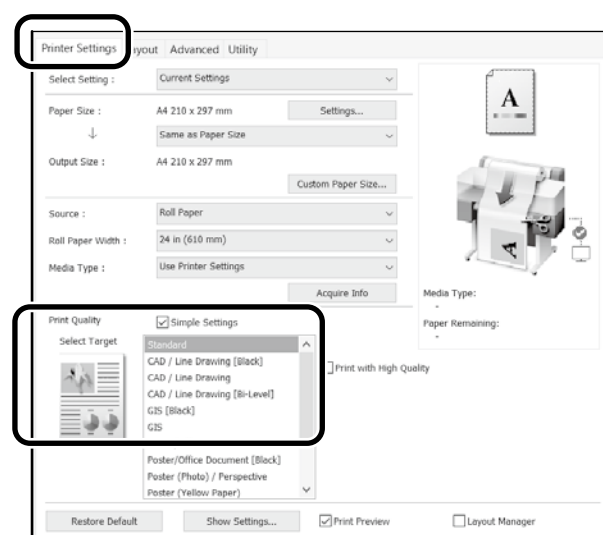 Printer Settings yout Advanced Utility
Select Setting : Current Settings
Paper Size : A4 210 x 297 mm Settings...
Same as Paper Size
Output Size : A4 210 x 297 mm
Custom Paper Size...
Source : Roll Paper
Roll Paper Width : 24 in (610 mm)
Media Type : Use Printer Settings
Acquire Info
A
A
Media Type:
-
Paper Remaining:
-
Print Quality Simple Settings
Select Target
Standard
CAD / Line Drawing [Black]
CAD / Line Drawing
CAD / Line Drawing [Bi-Level]
GIS [Black]
GIS
Poster/Office Document [Black]
Poster (Photo) / Perspective
Poster (Yellow Paper)
Print with High Quality
Restore Default Show Settings... Print Preview Layout Manager